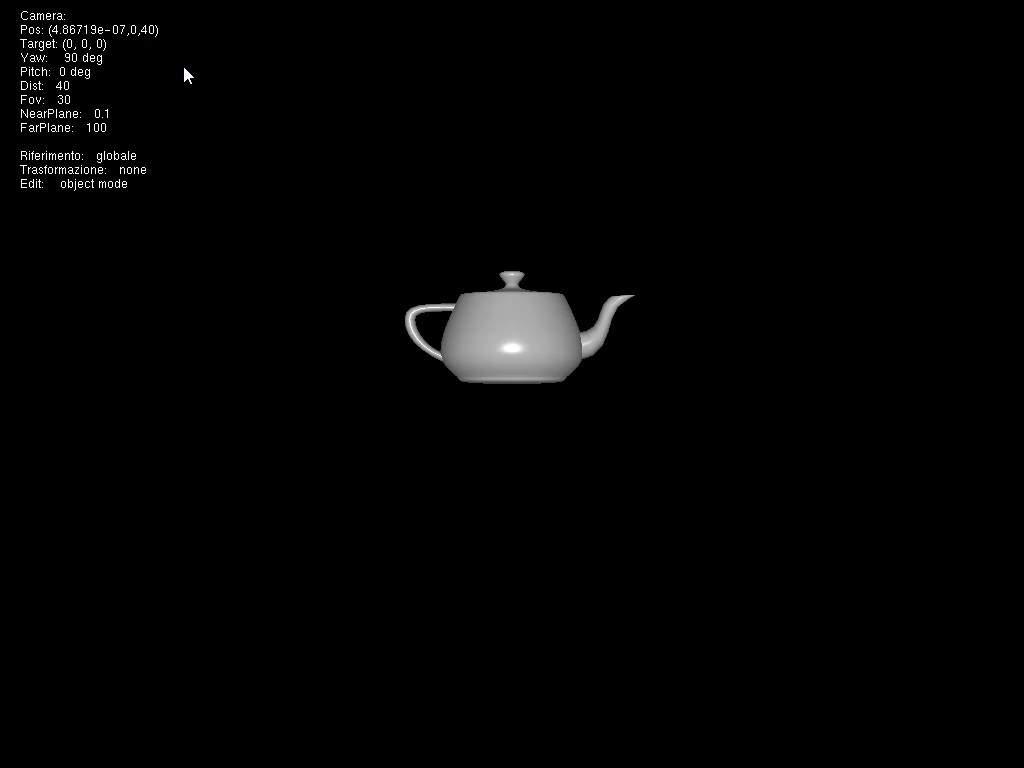 Camera:
Pos: (4.86719e-07,0,40)
Target: (0, 0, 0)
Yaw: 90 deg
Pitch: 0 deg
Dist: 40
Fov: 30
NearPlane: 0.1
FarPlane: 100
Riferimento: globale
Trasformazione: none
Edit: object mode